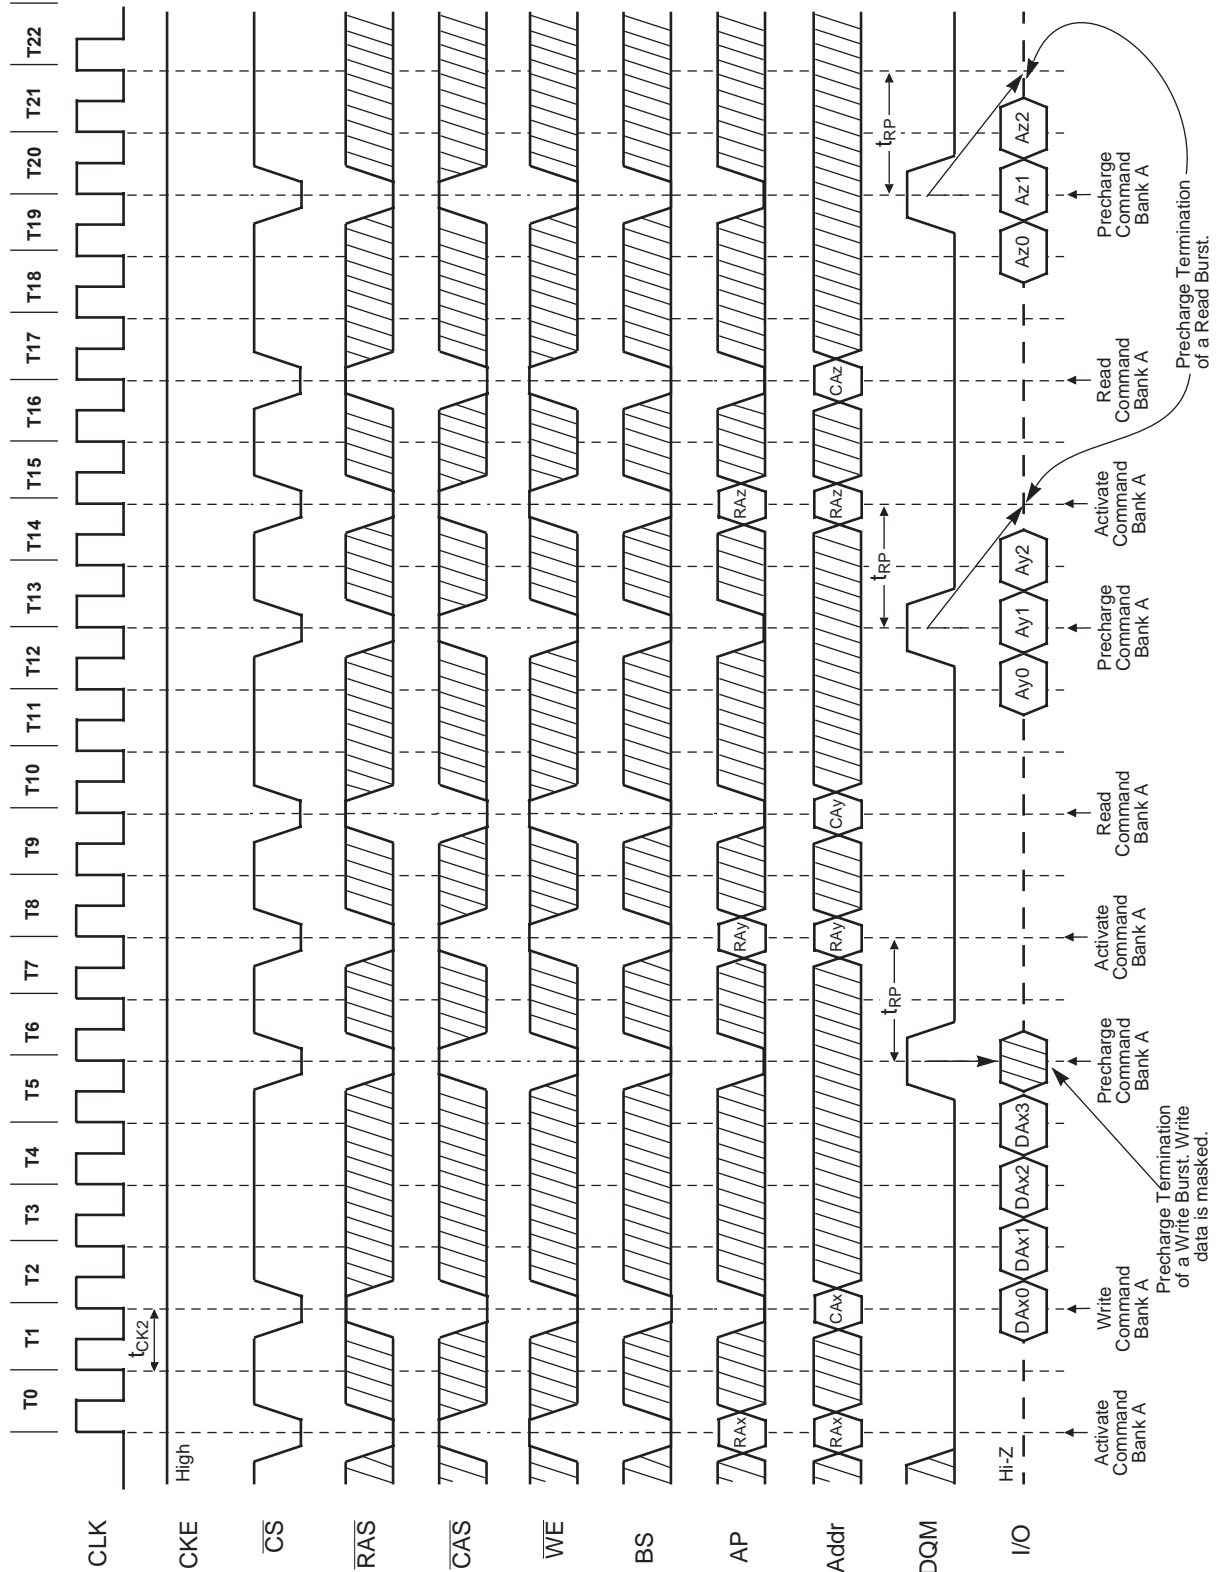 T0 T1 T2 T3 T4 T5 T6 T7 T8 T9 T10 T11 T12 T13 T14 T15 T16 T17 T18 T19 T20 T21 T22
CLK
tCK2
CKE
High
CS
RAS
CAS
WE
BS
AP
RAx RAy RAz
Addr
RAx CAx RAy CAy RAz CAz
tRP tRP tRP
DQM
I/O
Hi-Z
DAx0 DAx1 DAx2 DAx3 Ay0 Ay1 Ay2 Az0 Az1 Az2
Activate
Command
Bank A
Write
Command
Bank A
Precharge
Command
Bank A
Activate
Command
Bank A
Read
Command
Bank A
Precharge
Command
Bank A
Activate
Command
Bank A
Read
Command
Bank A
Precharge
Command
Bank A
Precharge Termination
of a Write Burst. Write
data is masked.
Precharge Termination
of a Read Burst.